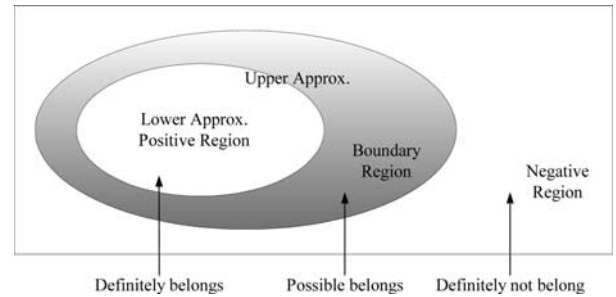 Upper Approx.
Lower Approx.
Positive Region
Boundary
Region
Negative
Region
Definitely belongs
Possible belongs
Definitely not belong